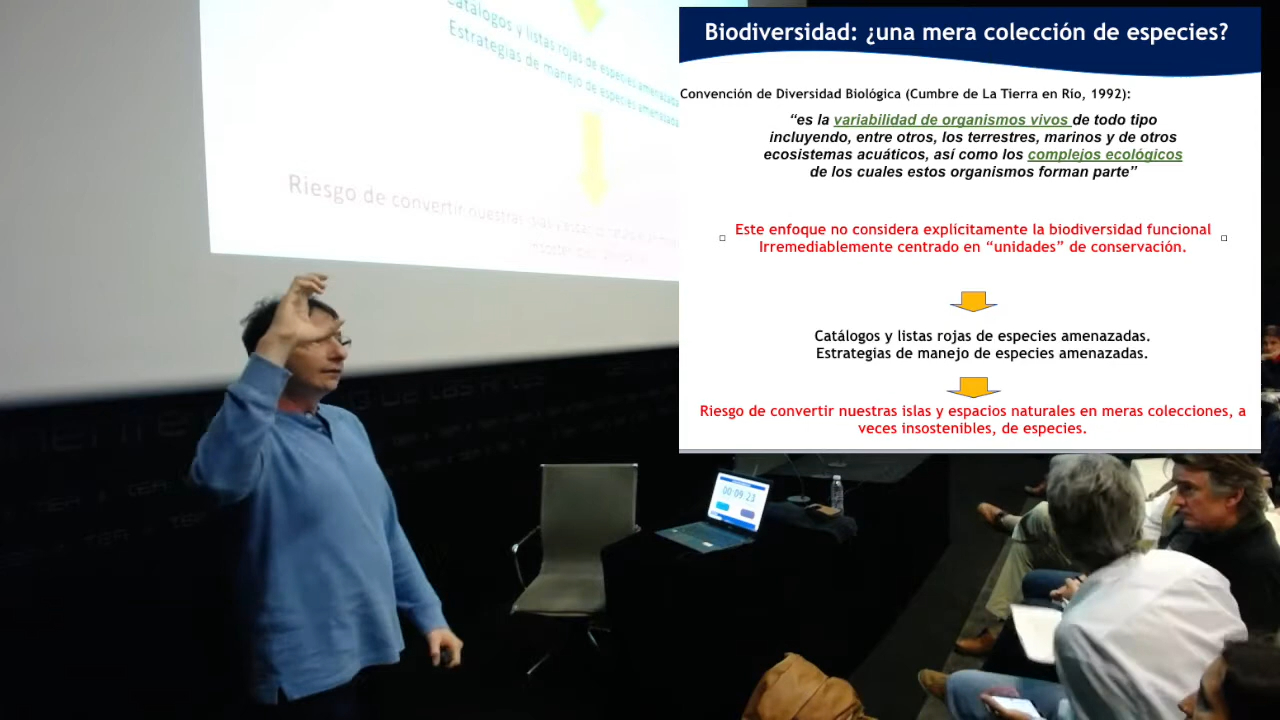 Catálogos y listas rojas de especies amenazadas
Estrategias de manejo de especies amenazadas
Riesgo de convertir nuestras islas y espacios naturales
insostenibles
Biodiversidad: ¿una mera colección de especies?
Convención de Diversidad Biológica (Cumbre de La Tierra en Río, 1992):
“es la variabilidad de organismos vivos de todo tipo
incluyendo, entre otros, los terrestres, marinos y de otros
ecosistemas acuáticos, así como los complejos ecológicos
de los cuales estos organismos forman parte”
Este enfoque no considera explícitamente la biodiversidad funcional
Irremediablemente centrado en “unidades” de conservación.
Catálogos y listas rojas de especies amenazadas.
Estrategias de manejo de especies amenazadas.
Riesgo de convertir nuestras islas y espacios naturales en meras colecciones, a
veces insostenibles, de especies.
00:09:23